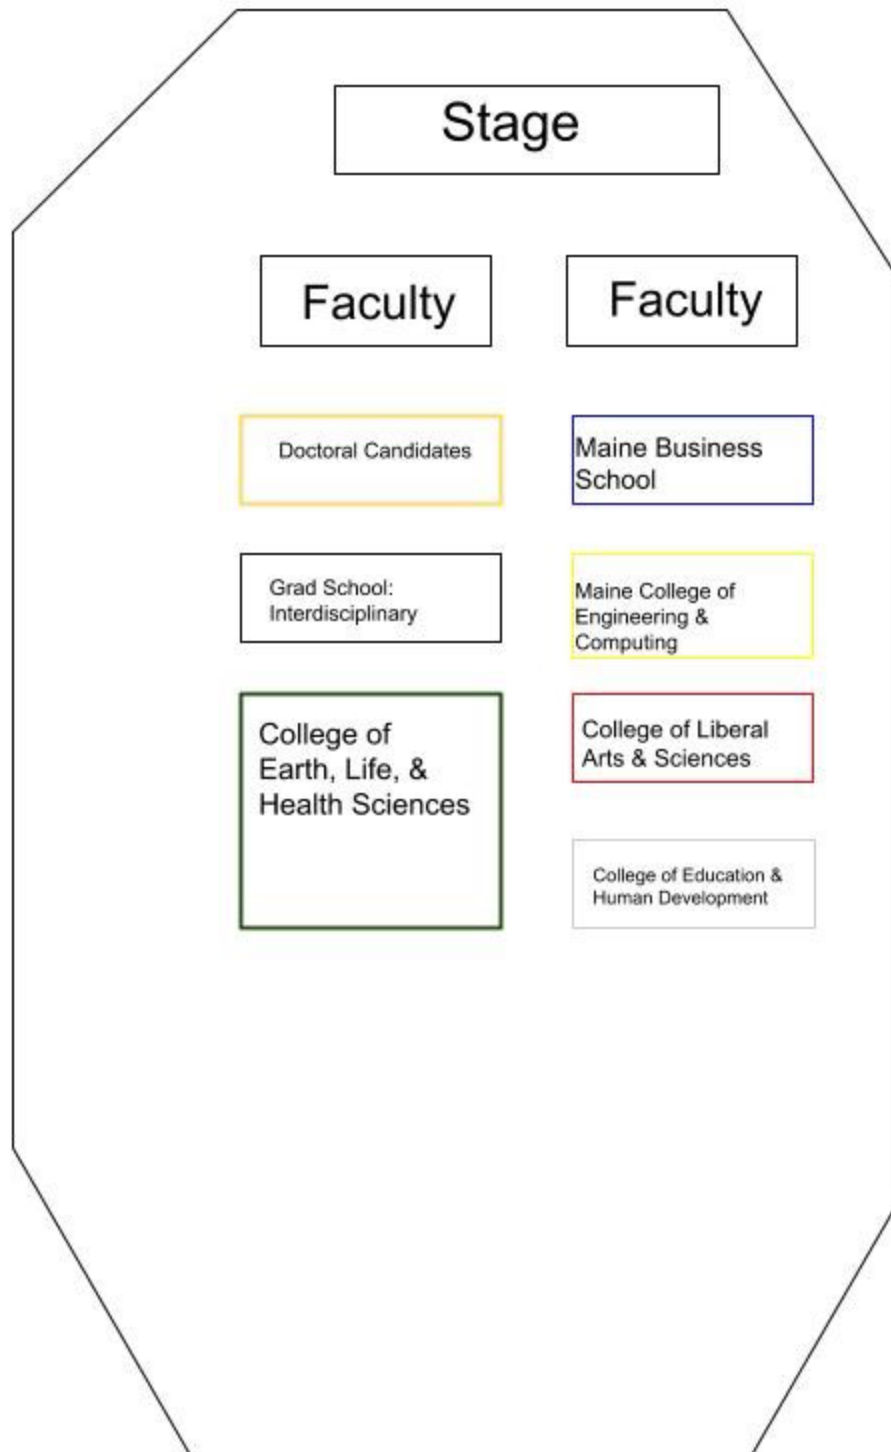 Stage
Faculty
Faculty
Doctoral Candidates
Maine Business
School
Grad School:
Interdisciplinary
Maine College of
Engineering &
Computing
College of
Earth, Life, &
Health Sciences
College of Liberal
Arts & Sciences
College of Education &
Human Development